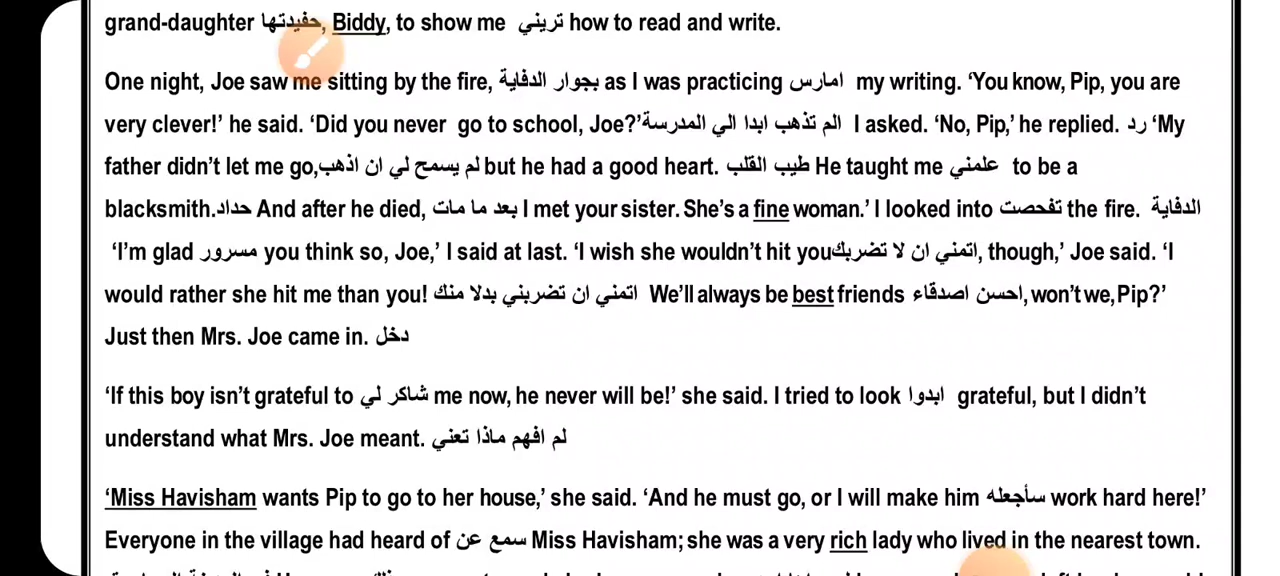 grand-daughter حفيدتها, Biddy, to show me تريني how to read and write.
One night, Joe saw me sitting by the fire, بجوار الدفاية as I was practicing امارس my writing. ‘You know, Pip, you are
very clever!’ he said. ‘Did you never go to school, Joe?’الم تذهب ابدا الي المدرسة I asked. ‘No, Pip,’ he replied. رد ‘My
father didn’t let me go,لم يسمح لي ان اذهب but he had a good heart. طيب القلب He taught me علمني to be a
blacksmith.حداد And after he died, بعد ما مات I met your sister. She’s a fine woman.’ I looked into تفحصت the fire. الدفاية
‘I’m glad مسرور you think so, Joe,’ I said at last. ‘I wish she wouldn’t hit youاتمني ان لا تضربك, though,’ Joe said. ‘I
would rather she hit me than you! اتمني ان تضربني بدلا منك We’ll always be best friends احسن اصدقاء, won’t we, Pip?’
Just then Mrs. Joe came in. دخل
‘If this boy isn’t grateful to شاكر لي me now, he never will be!’ she said. I tried to look ابدوا grateful, but I didn’t
understand what Mrs. Joe meant. لم افهم ماذا تعني
‘Miss Havisham wants Pip to go to her house,’ she said. ‘And he must go, or I will make him سأجعله work hard here!’
Everyone in the village had heard of سمع عن Miss Havisham; she was a very rich lady who lived in the nearest town.